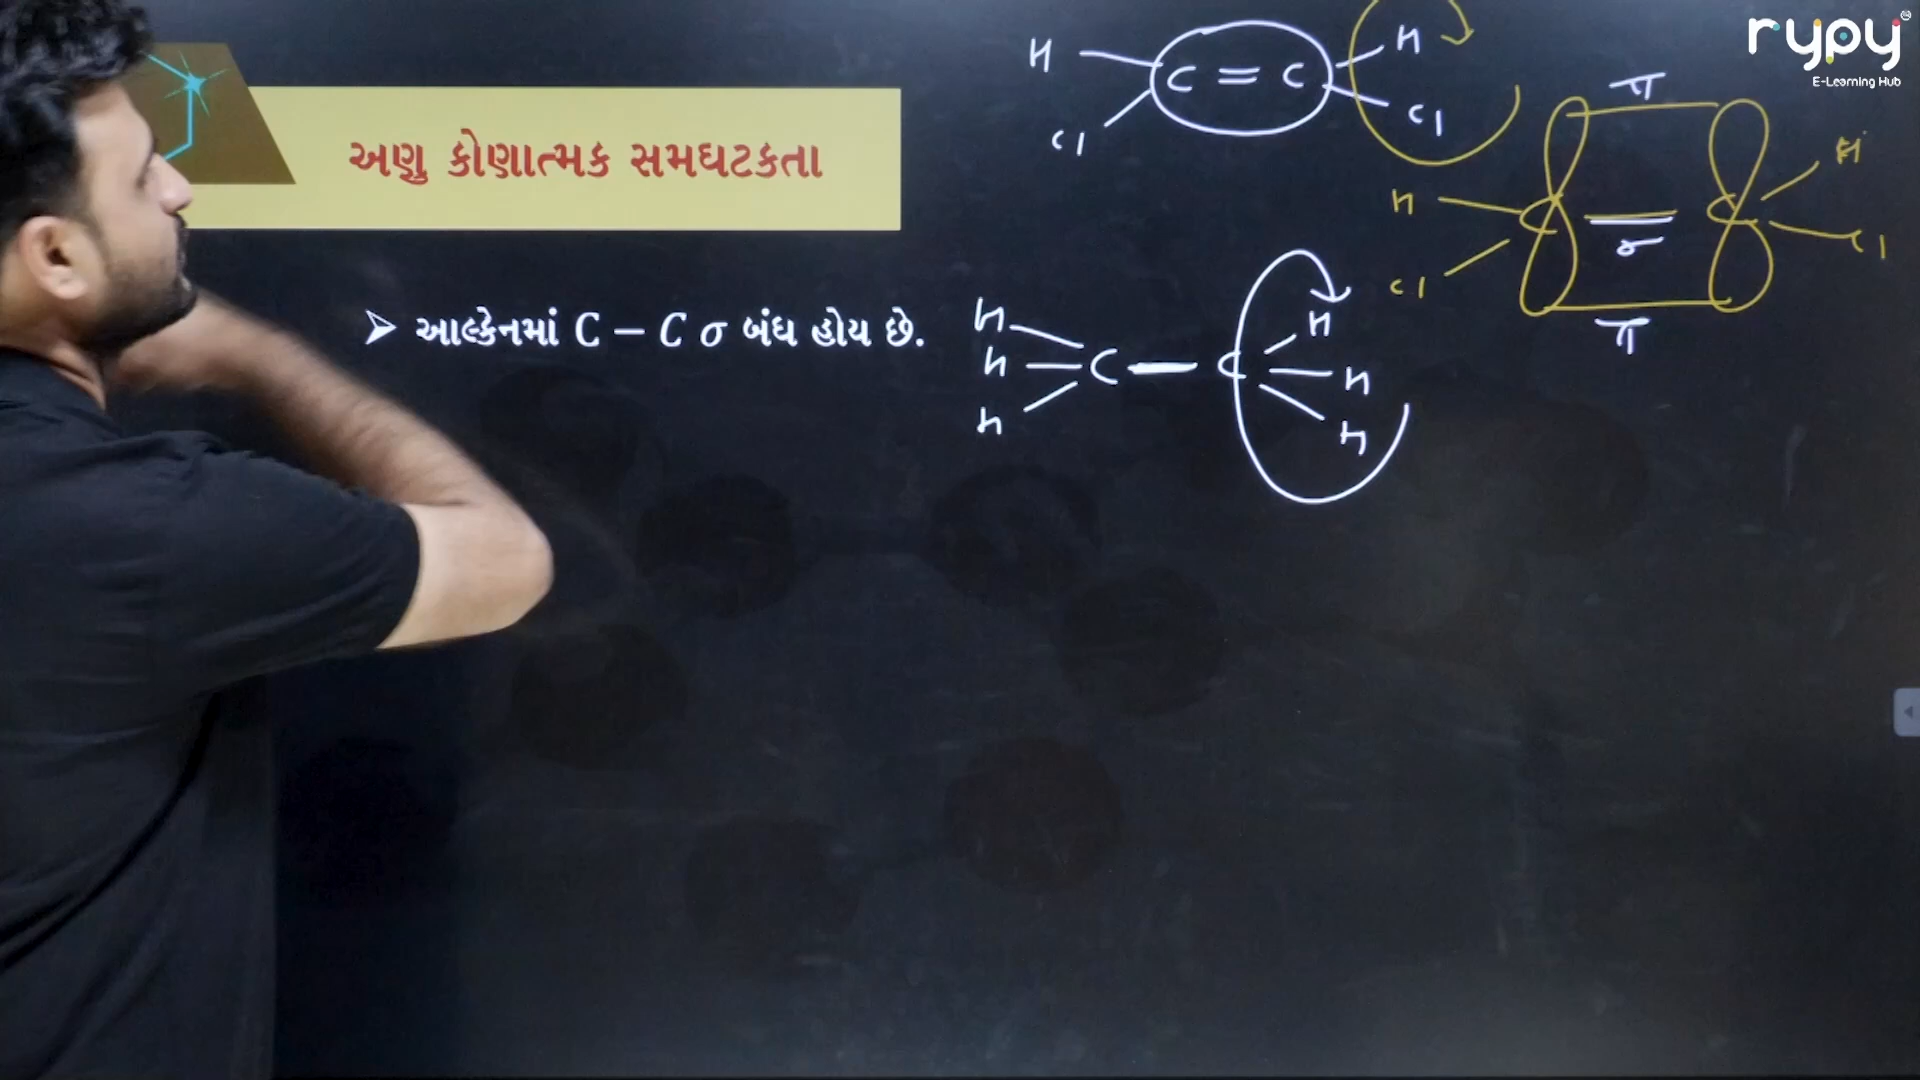 rypy
E-Learning Hub
અણુ કોણાત્મક સમઘટકતા
➤ આલ્કેનમાં C – C σ બંધ હોય છે.
H H
C = C
Cl Cl
π
H C = C H
σ
Cl Cl
π
H H
H C — C H
H H